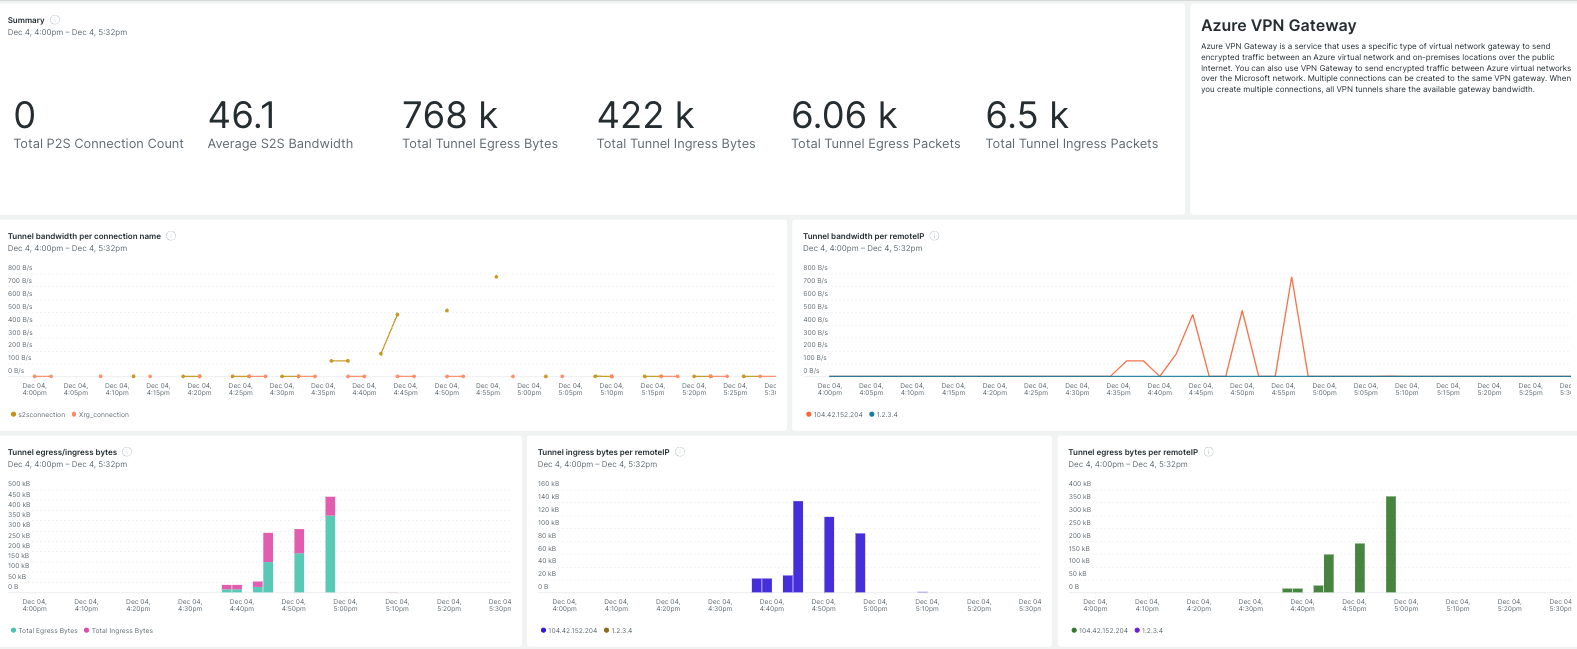 Summary
Dec 4, 4:00pm – Dec 4, 5:32pm
0
Total P2S Connection Count
46.1
Average S2S Bandwidth
768 k
Total Tunnel Egress Bytes
422 k
Total Tunnel Ingress Bytes
6.06 k
Total Tunnel Egress Packets
6.5 k
Total Tunnel Ingress Packets
Azure VPN Gateway
Azure VPN Gateway is a service that uses a specific type of virtual network gateway to send
encrypted traffic between an Azure virtual network and on-premises locations over the public
Internet. You can also use VPN Gateway to send encrypted traffic between Azure virtual networks
over the Microsoft network. Multiple connections can be created to the same VPN gateway. When
you create multiple connections, all VPN tunnels share the available gateway bandwidth.
Tunnel bandwidth per connection name
Dec 4, 4:00pm – Dec 4, 5:32pm
800 B/s
700 B/s
600 B/s
500 B/s
400 B/s
300 B/s
200 B/s
100 B/s
0 B/s
Dec 04, Dec 04, Dec 04, Dec 04, Dec 04, Dec 04, Dec 04, Dec 04, Dec 04, Dec 04, Dec 04, Dec 04, Dec 04, Dec 04, Dec 04, Dec 04, Dec 04, Dec 04, Dec
4:00pm 4:05pm 4:10pm 4:15pm 4:20pm 4:25pm 4:30pm 4:35pm 4:40pm 4:45pm 4:50pm 4:55pm 5:00pm 5:05pm 5:10pm 5:15pm 5:20pm 5:25pm 5:3
s2sconnection Xrg_connection
Tunnel bandwidth per remoteIP
Dec 4, 4:00pm – Dec 4, 5:32pm
800 B/s
700 B/s
600 B/s
500 B/s
400 B/s
300 B/s
200 B/s
100 B/s
0 B/s
Dec 04, Dec 04, Dec 04, Dec 04, Dec 04, Dec 04, Dec 04, Dec 04, Dec 04, Dec 04, Dec 04, Dec 04, Dec 04, Dec 04, Dec 04, Dec 04, Dec 04, Dec 04, Dec
4:00pm 4:05pm 4:10pm 4:15pm 4:20pm 4:25pm 4:30pm 4:35pm 4:40pm 4:45pm 4:50pm 4:55pm 5:00pm 5:05pm 5:10pm 5:15pm 5:20pm 5:25pm 5:3
104.42.152.204 1.2.3.4
Tunnel egress/ingress bytes
Dec 4, 4:00pm – Dec 4, 5:32pm
500 kB
450 kB
400 kB
350 kB
300 kB
250 kB
200 kB
150 kB
100 kB
50 kB
0 B
Dec 04, Dec 04, Dec 04, Dec 04, Dec 04, Dec 04, Dec 04, Dec 04, Dec 04, Dec 04
4:00pm 4:10pm 4:20pm 4:30pm 4:40pm 4:50pm 5:00pm 5:10pm 5:20pm 5:30pm
Total Egress Bytes Total Ingress Bytes
Tunnel ingress bytes per remoteIP
Dec 4, 4:00pm – Dec 4, 5:32pm
160 kB
140 kB
120 kB
100 kB
80 kB
60 kB
40 kB
20 kB
0 B
Dec 04, Dec 04, Dec 04, Dec 04, Dec 04, Dec 04, Dec 04, Dec 04, Dec 04, Dec 04,
4:00pm 4:10pm 4:20pm 4:30pm 4:40pm 4:50pm 5:00pm 5:10pm 5:20pm 5:30pm
104.42.152.204 1.2.3.4
Tunnel egress bytes per remoteIP
Dec 4, 4:00pm – Dec 4, 5:32pm
400 kB
350 kB
300 kB
250 kB
200 kB
150 kB
100 kB
50 kB
0 B
Dec 04, Dec 04, Dec 04, Dec 04, Dec 04, Dec 04, Dec 04, Dec 04, Dec 04, Dec 04,
4:00pm 4:10pm 4:20pm 4:30pm 4:40pm 4:50pm 5:00pm 5:10pm 5:20pm 5:30pm
104.42.152.204 1.2.3.4